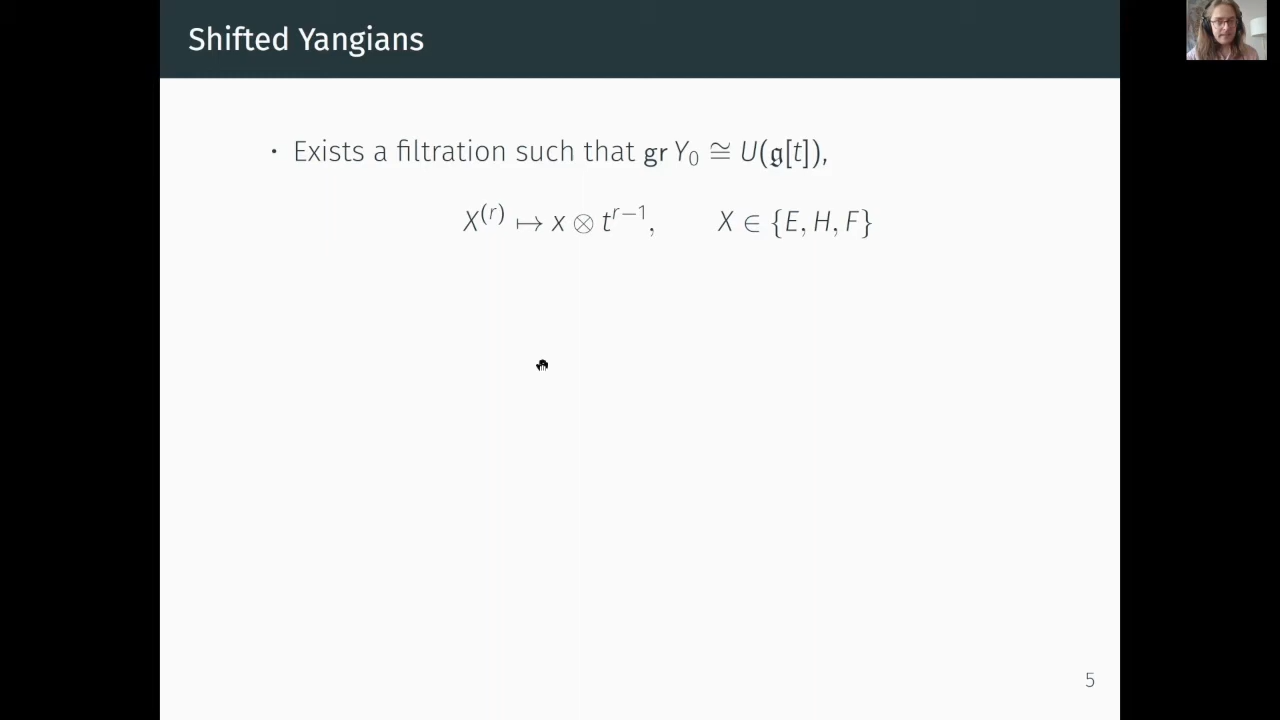 Shifted Yangians
• Exists a filtration such that gr Y₀ ≅ U(𝔤[t]),
X⁽ʳ⁾ ↦ x ⊗ tʳ⁻¹, X ∈ {E, H, F}
5